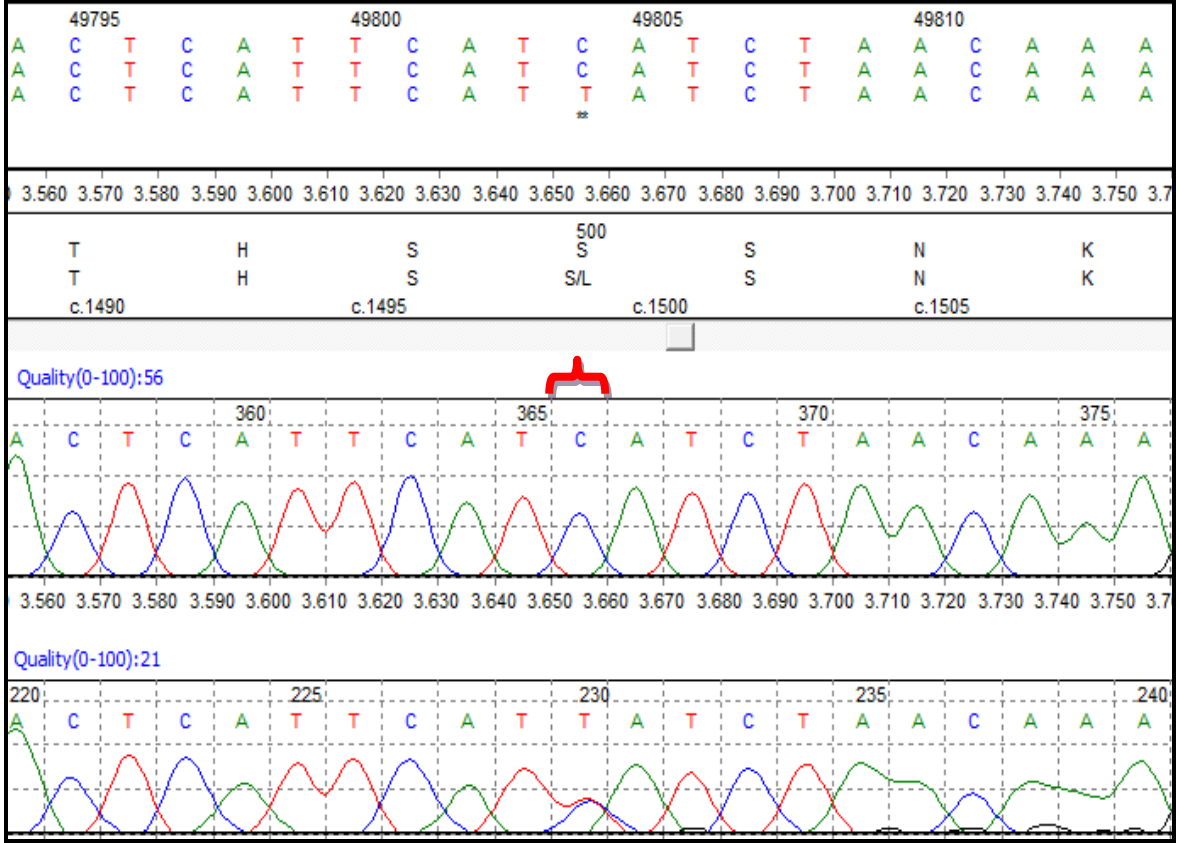 49795 49800 49805 49810
A C T C A T T C A T C A T C T A A C A A A
A C T C A T T C A T C A T C T A A C A A A
A C T C A T T C A T T A T C T A A C A A A
**
3.560 3.570 3.580 3.590 3.600 3.610 3.620 3.630 3.640 3.650 3.660 3.670 3.680 3.690 3.700 3.710 3.720 3.730 3.740 3.750 3.7
500
T H S S S N K
T H S S/L S N K
c.1490 c.1495 c.1500 c.1505
Quality(0-100):56
360 365 370 375
A C T C A T T C A T C A T C T A A C A A A
3.560 3.570 3.580 3.590 3.600 3.610 3.620 3.630 3.640 3.650 3.660 3.670 3.680 3.690 3.700 3.710 3.720 3.730 3.740 3.750 3.7
Quality(0-100):21
220 225 230 235 240
A C T C A T T C A T T A T C T A A C A A A